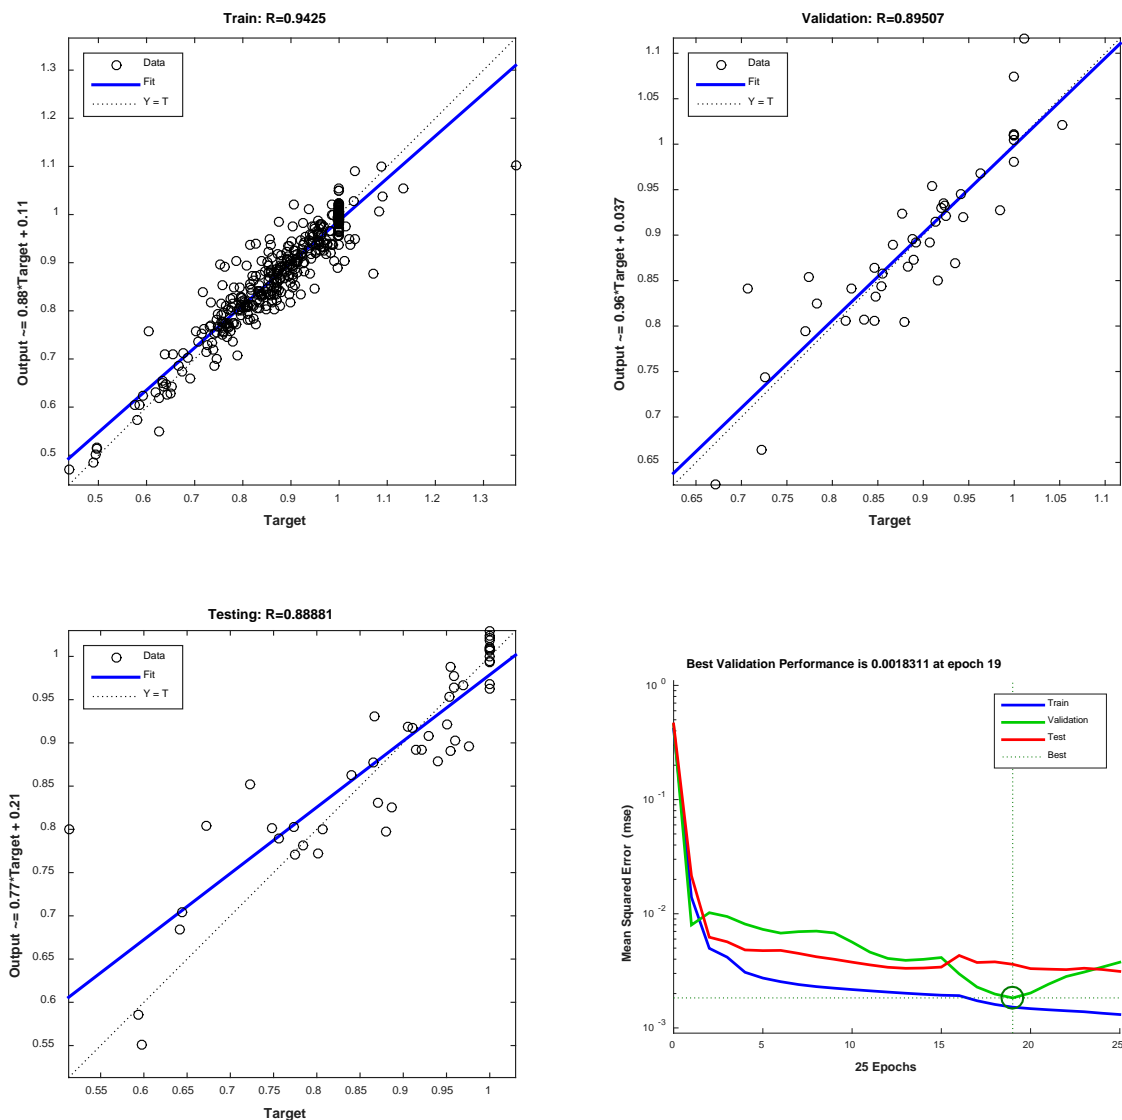 Train: R=0.9425
Data
Fit
Y = T
Output ~= 0.88*Target + 0.11
1.3
1.2
1.1
1
0.9
0.8
0.7
0.6
0.5
0.5 0.6 0.7 0.8 0.9 1 1.1 1.2 1.3
Target
Validation: R=0.89507
Data
Fit
Y = T
Output ~= 0.96*Target + 0.037
1.1
1.05
1
0.95
0.9
0.85
0.8
0.75
0.7
0.65
0.65 0.7 0.75 0.8 0.85 0.9 0.95 1 1.05 1.1
Target
Testing: R=0.88881
Data
Fit
Y = T
Output ~= 0.77*Target + 0.21
1
0.95
0.9
0.85
0.8
0.75
0.7
0.65
0.6
0.55
0.55 0.6 0.65 0.7 0.75 0.8 0.85 0.9 0.95 1
Target
Best Validation Performance is 0.0018311 at epoch 19
Train
Validation
Test
Best
Mean Squared Error (mse)
10 0
10 -1
10 -2
10 -3
0 5 10 15 20 25
25 Epochs